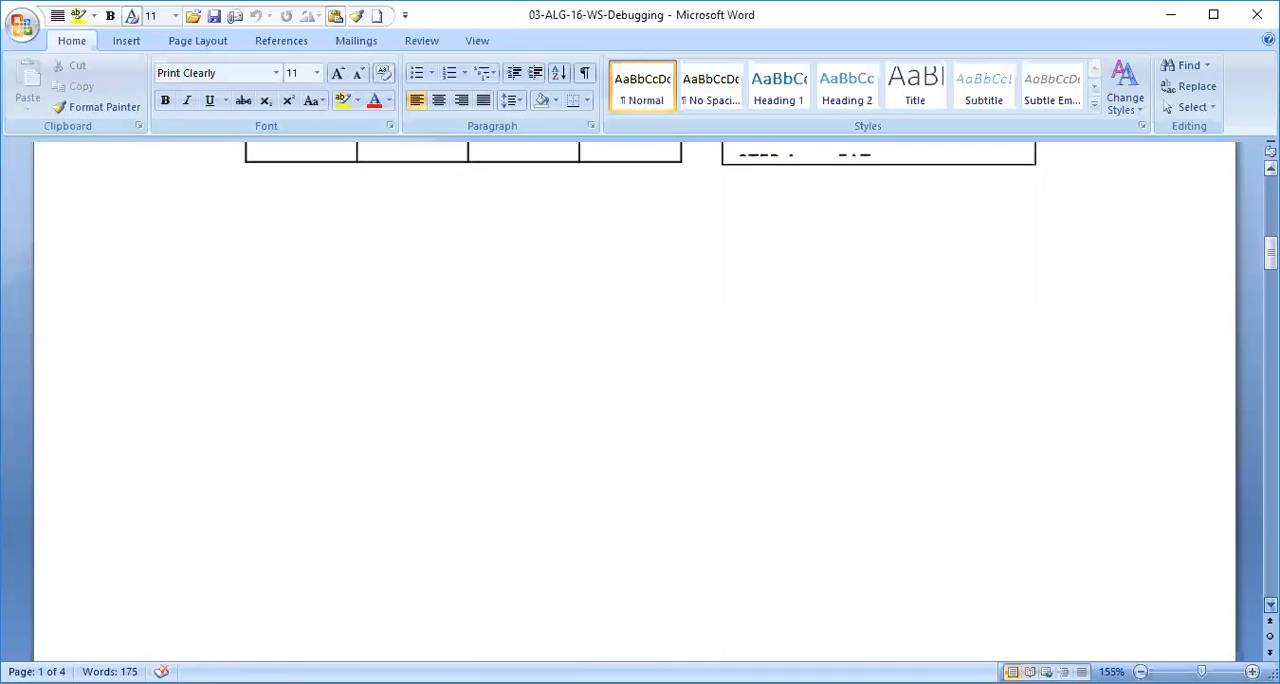 03-ALG-16-WS-Debugging - Microsoft Word
11
Home Insert Page Layout References Mailings Review View
Paste
Cut
Copy
Format Painter
Clipboard
Print Clearly 11
Font
Paragraph
AaBbCcDc AaBbCcDc AaBbCc AaBbCc AaBl AaBbCcL AaBbCcDc
¶ Normal ¶ No Spaci... Heading 1 Heading 2 Title Subtitle Subtle Em...
Change Styles
Styles
Find
Replace
Select
Editing
Page: 1 of 4 Words: 175 155%